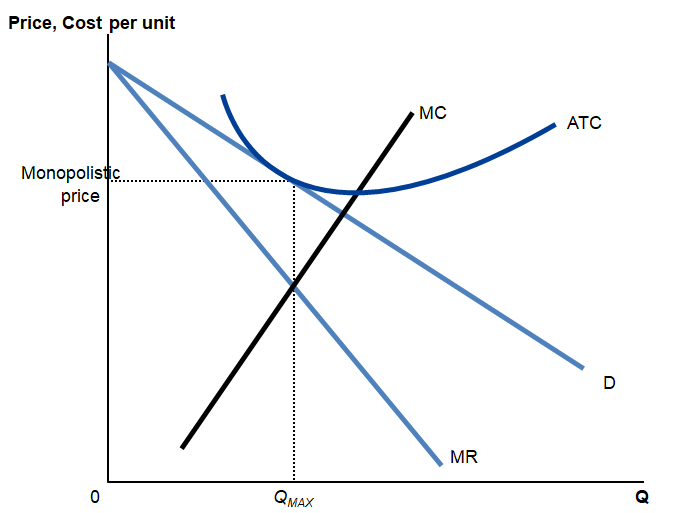 Price, Cost per unit
MC
ATC
Monopolistic
price
D
MR
0
QMAX
Q